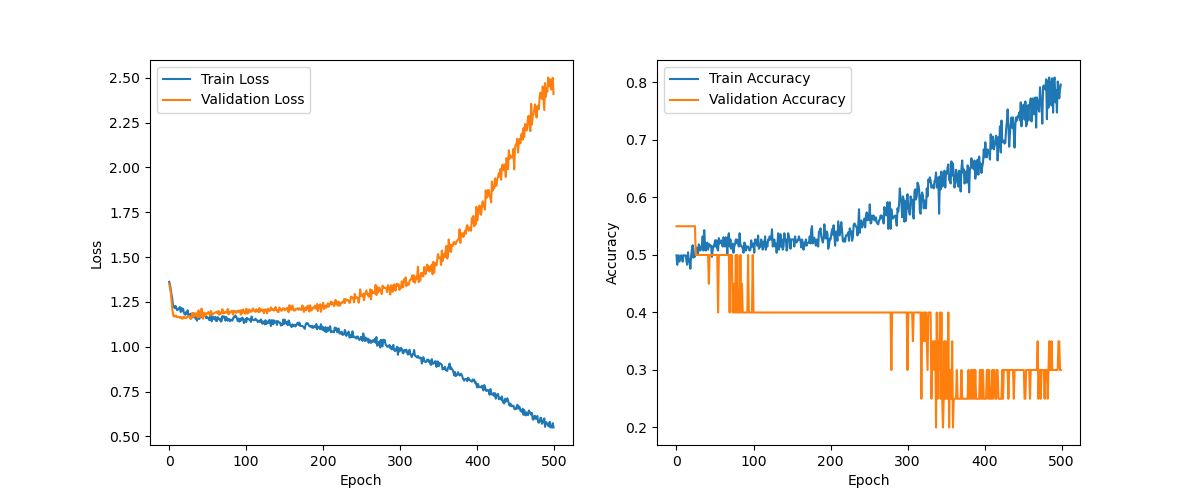 Train Loss
Validation Loss
2.50
2.25
2.00
1.75
1.50
1.25
1.00
0.75
0.50
Loss
0 100 200 300 400 500
Epoch
Train Accuracy
Validation Accuracy
0.8
0.7
0.6
0.5
0.4
0.3
0.2
Accuracy
0 100 200 300 400 500
Epoch